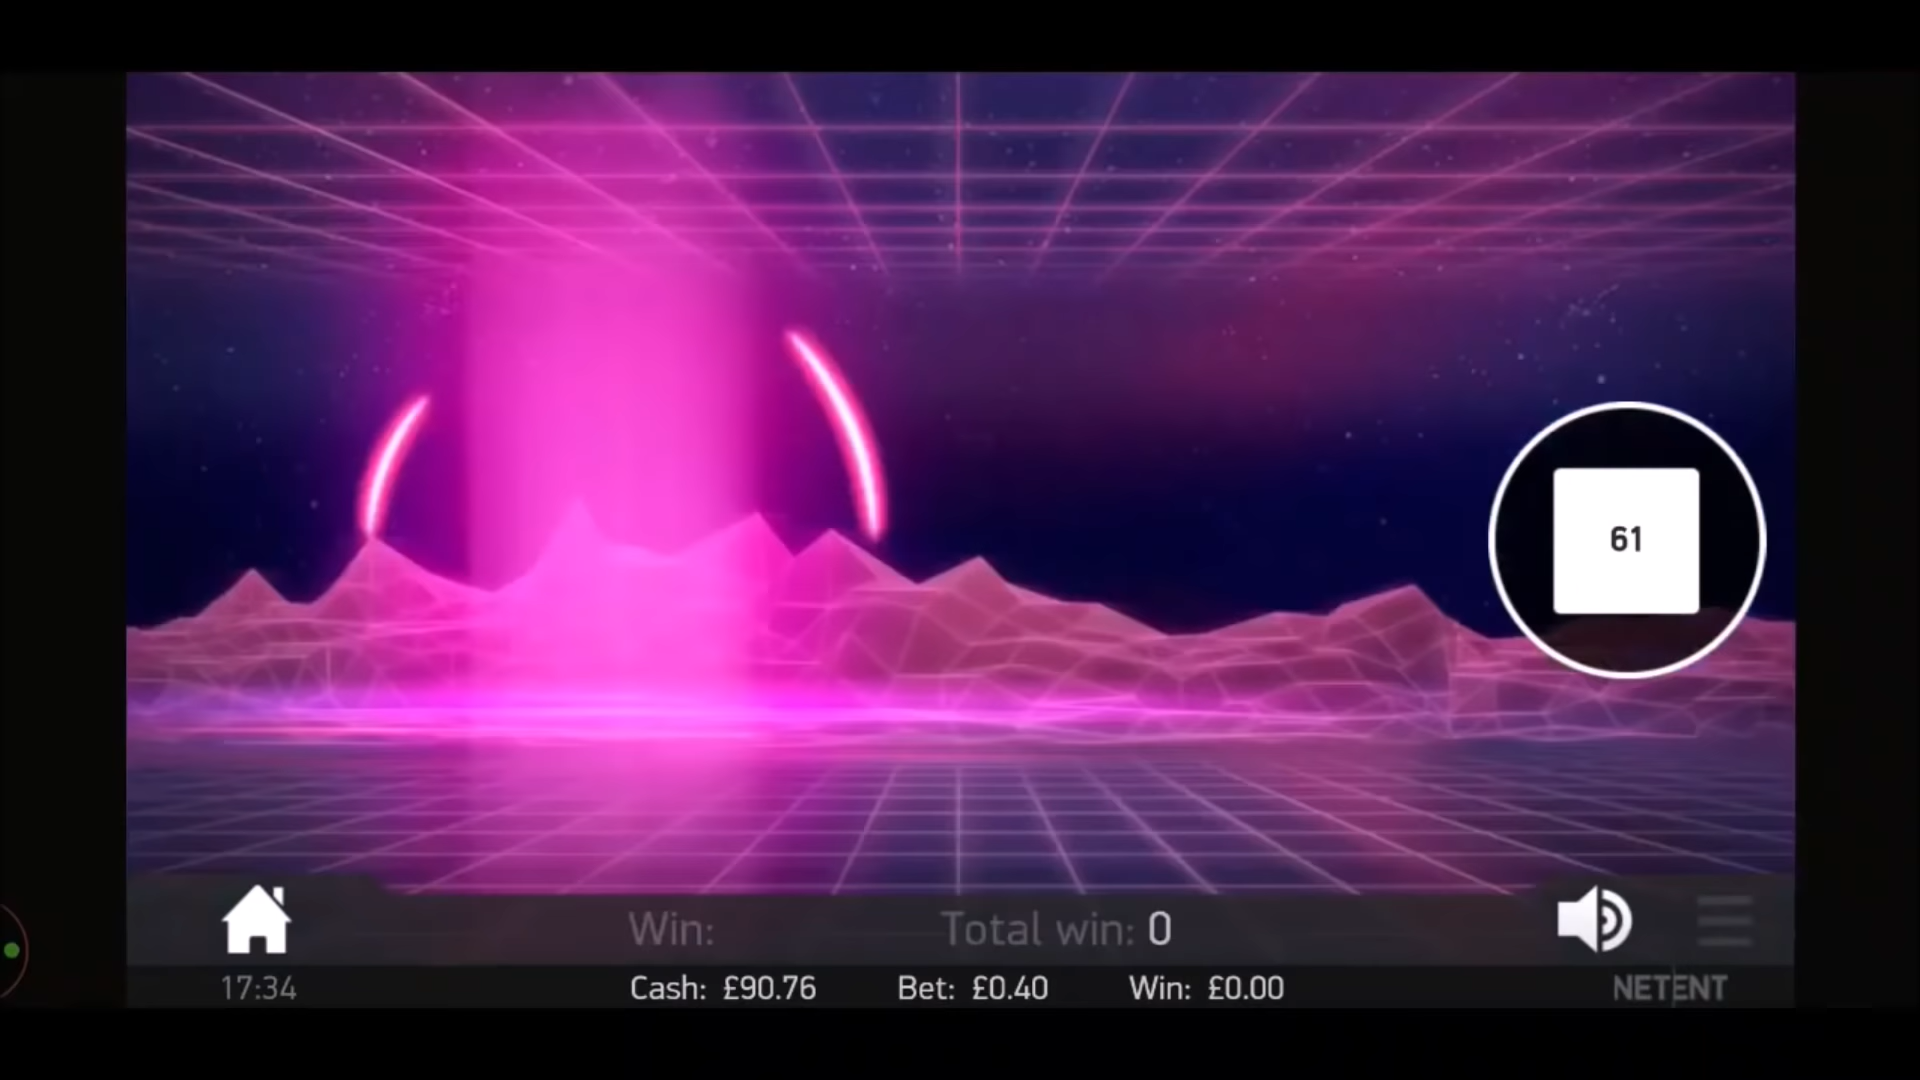 61
Win:
Total win: 0
17:34
Cash: £90.76
Bet: £0.40
Win: £0.00
NETENT